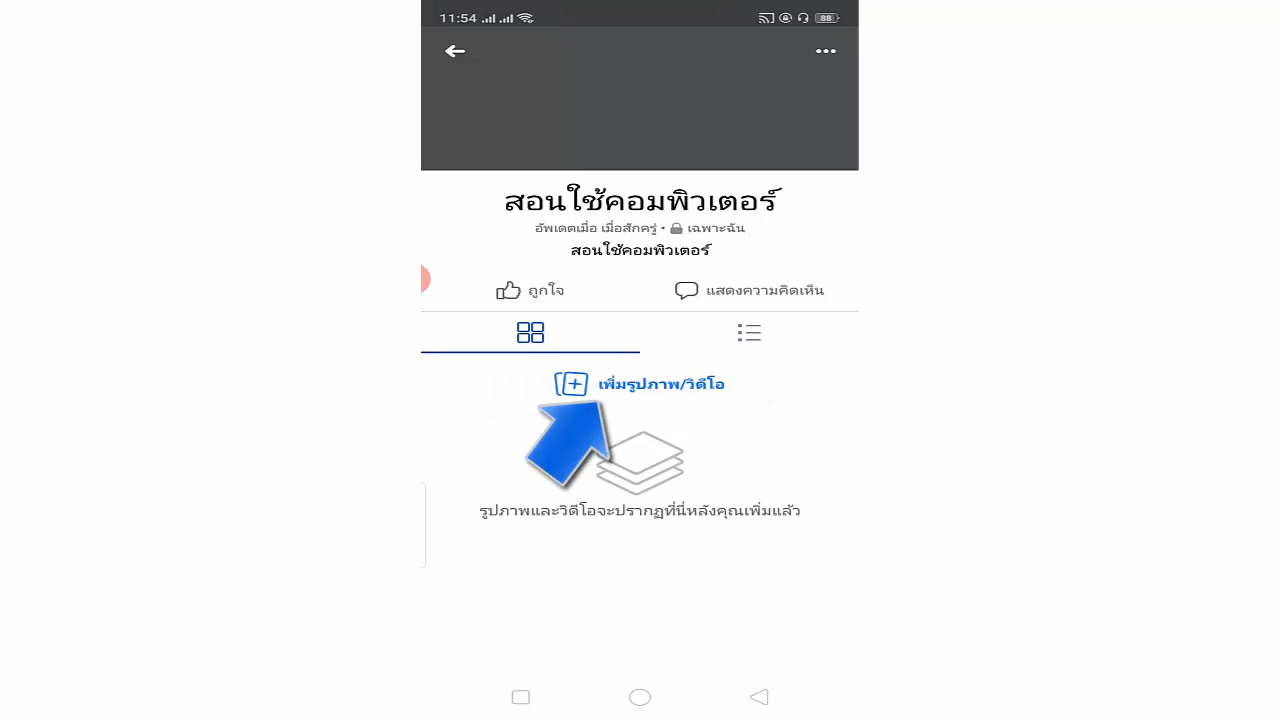 11:54 88
สอนใช้คอมพิวเตอร์
อัพเดตเมื่อ เมื่อสักครู่ • เฉพาะฉัน
สอนใช้คอมพิวเตอร์
ถูกใจ แสดงความคิดเห็น
เพิ่มรูปภาพ/วิดีโอ
รูปภาพและวิดีโอจะปรากฏที่นี่หลังคุณเพิ่มแล้ว